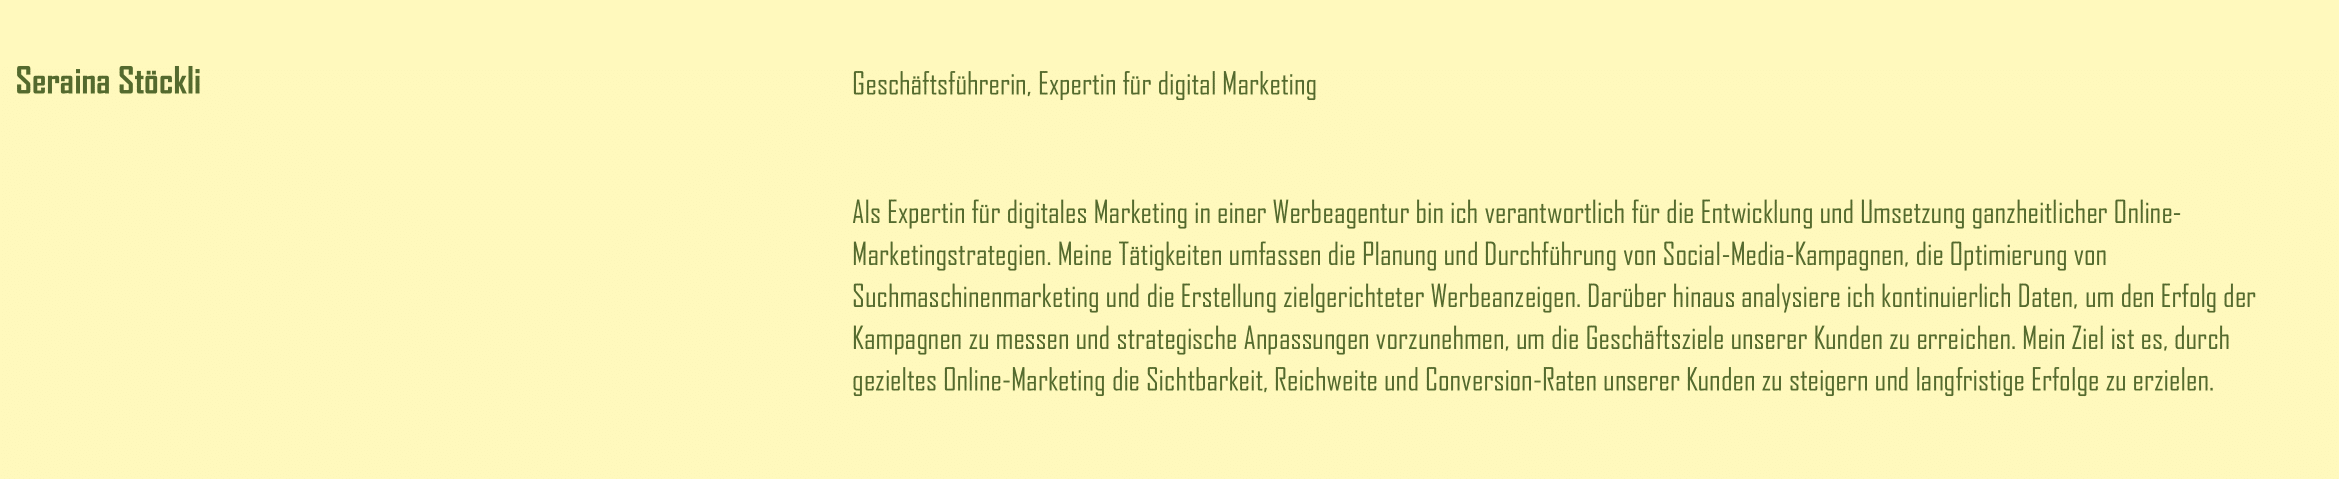 Seraina Stöckli
Geschäftsführerin, Expertin für digital Marketing
Als Expertin für digitales Marketing in einer Werbeagentur bin ich verantwortlich für die Entwicklung und Umsetzung ganzheitlicher Online-
Marketingstrategien. Meine Tätigkeiten umfassen die Planung und Durchführung von Social-Media-Kampagnen, die Optimierung von
Suchmaschinenmarketing und die Erstellung zielgerichteter Werbeanzeigen. Darüber hinaus analysiere ich kontinuierlich Daten, um den Erfolg der
Kampagnen zu messen und strategische Anpassungen vorzunehmen, um die Geschäftsziele unserer Kunden zu erreichen. Mein Ziel ist es, durch
gezieltes Online-Marketing die Sichtbarkeit, Reichweite und Conversion-Raten unserer Kunden zu steigern und langfristige Erfolge zu erzielen.